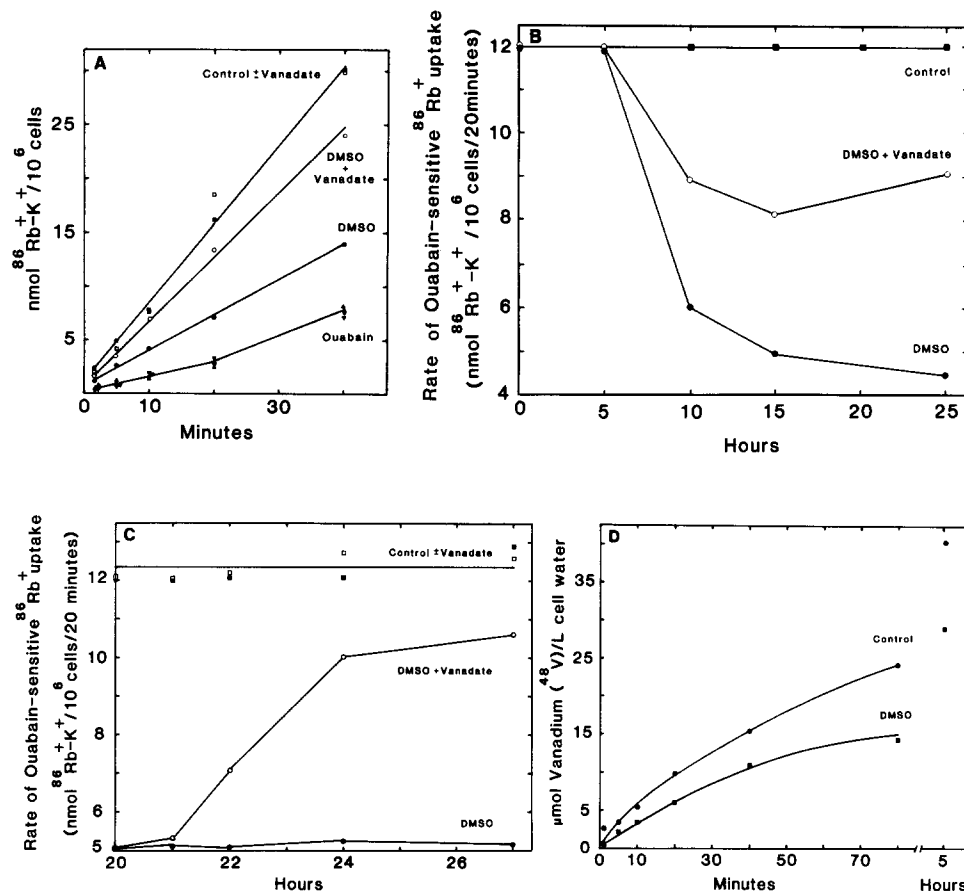 A
nmol 86Rb+-K+/10^6 cells
25
15
5
Control ± Vanadate
DMSO
+
Vanadate
DMSO
Ouabain
0
10
30
Minutes
B
Rate of Ouabain-sensitive 86Rb+ uptake
(nmol 86Rb+-K+/10^6 cells/20minutes)
12
10
8
6
4
Control
DMSO + Vanadate
DMSO
0
5
10
15
20
25
Hours
C
Rate of Ouabain-sensitive 86Rb+ uptake
(nmol 86Rb+-K+/10^6 cells/20 minutes)
12
10
8
6
5
Control ± Vanadate
DMSO + Vanadate
DMSO
20
22
24
26
Hours
D
μmol Vanadium (48V)/L cell water
35
25
15
5
0
Control
DMSO
0
10
30
50
70
5
Minutes
Hours